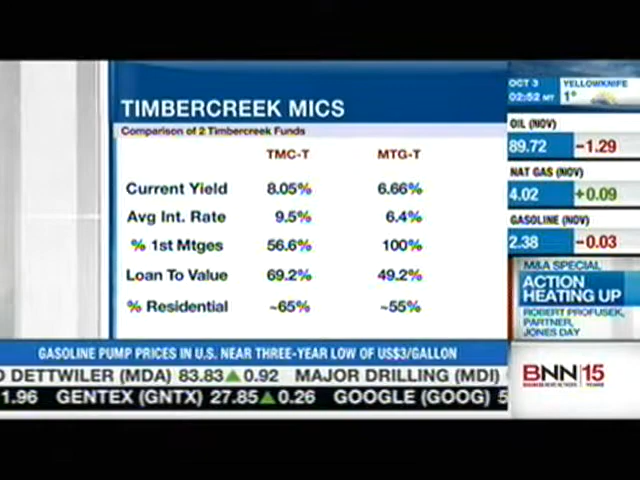 TIMBERCREEK MICS
Comparison of 2 Timbercreek Funds
TMC-T MTG-T
Current Yield 8.05% 6.66%
Avg Int. Rate 9.5% 6.4%
% 1st Mtges 56.6% 100%
Loan To Value 69.2% 49.2%
% Residential ~65% ~55%
OCT 3 YELLOWKNIFE
02:52 MT 1°
OIL (NOV)
89.72 −1.29
NAT GAS (NOV)
4.02 +0.09
GASOLINE (NOV)
2.38 −0.03
M&A SPECIAL
ACTION
HEATING UP
ROBERT PROFUSEK,
PARTNER,
JONES DAY
GASOLINE PUMP PRICES IN U.S. NEAR THREE-YEAR LOW OF US$3/GALLON
D DETTWILER (MDA) 83.83▲0.92 MAJOR DRILLING (MDI)
1.96 GENTEX (GNTX) 27.85▲0.26 GOOGLE (GOOG) 5
BNN 15